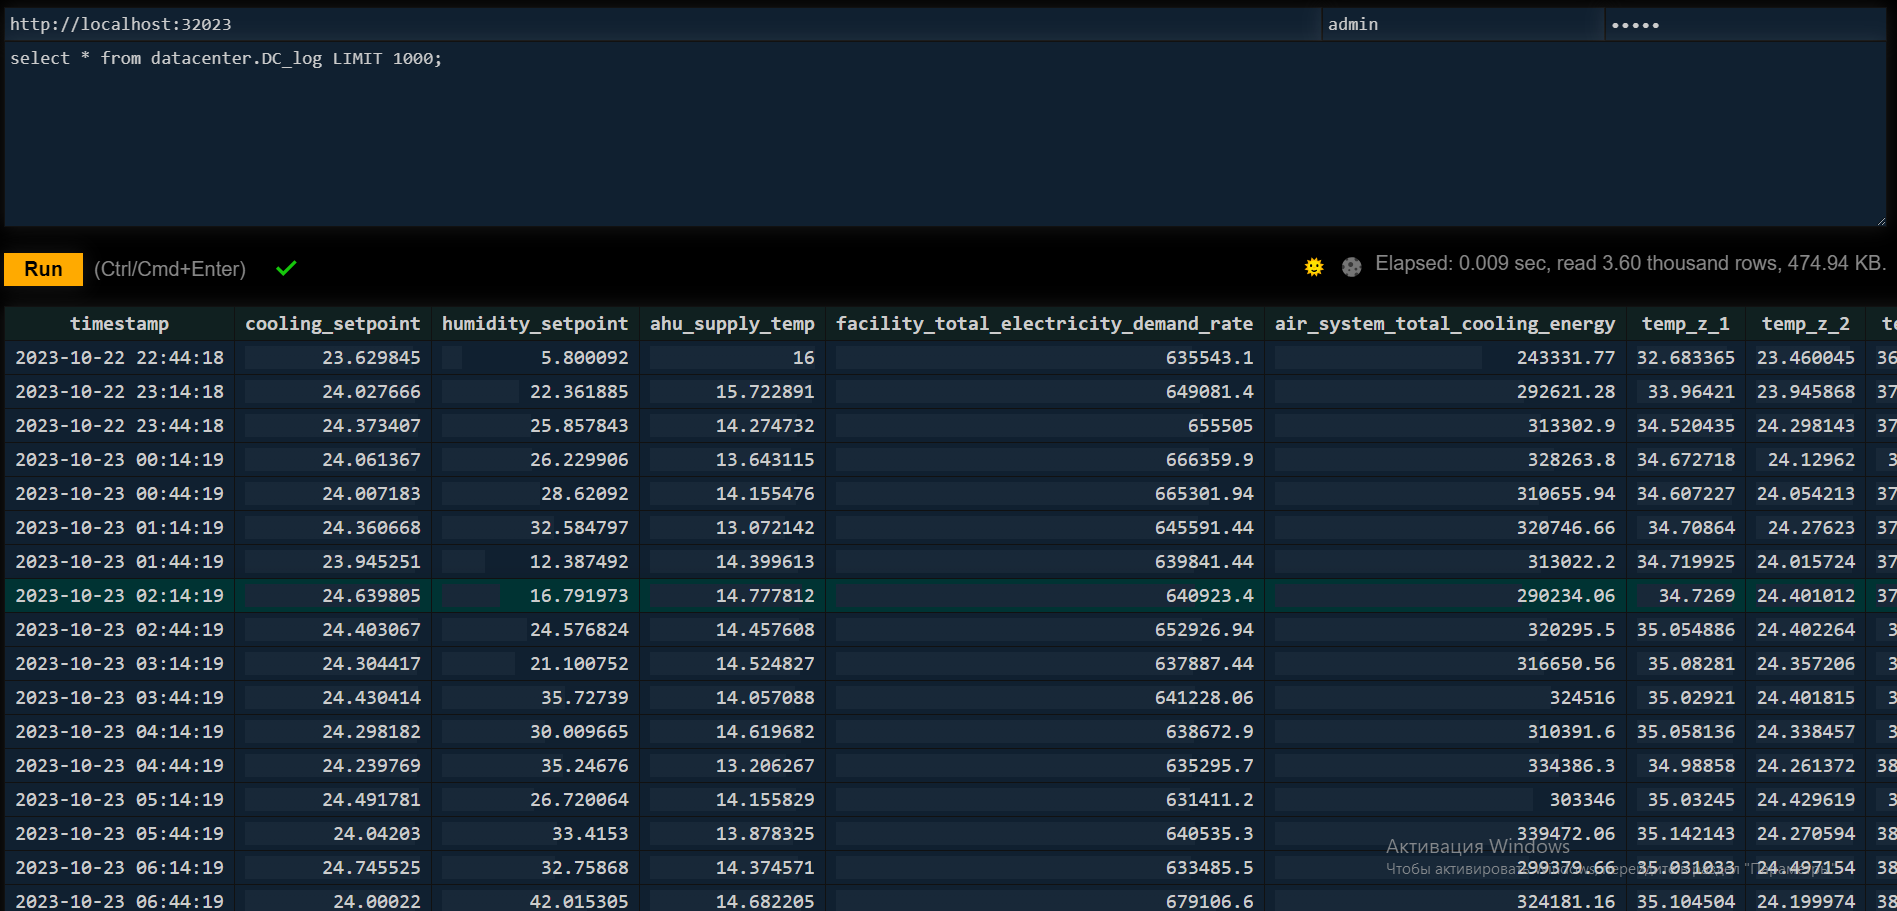 http://localhost:32023 admin •••••
select * from datacenter.DC_log LIMIT 1000;
Run (Ctrl/Cmd+Enter) Elapsed: 0.009 sec, read 3.60 thousand rows, 474.94 KB.
timestamp cooling_setpoint humidity_setpoint ahu_supply_temp facility_total_electricity_demand_rate air_system_total_cooling_energy temp_z_1 temp_z_2
2023-10-22 22:44:18 23.629845 5.800092 16 635543.1 243331.77 32.683365 23.460045
2023-10-22 23:14:18 24.027666 22.361885 15.722891 649081.4 292621.28 33.96421 23.945868
2023-10-22 23:44:18 24.373407 25.857843 14.274732 655505 313302.9 34.520435 24.298143
2023-10-23 00:14:19 24.061367 26.229906 13.643115 666359.9 328263.8 34.672718 24.12962
2023-10-23 00:44:19 24.007183 28.62092 14.155476 665301.94 310655.94 34.607227 24.054213
2023-10-23 01:14:19 24.360668 32.584797 13.072142 645591.44 320746.66 34.70864 24.27623
2023-10-23 01:44:19 23.945251 12.387492 14.399613 639841.44 313022.2 34.719925 24.015724
2023-10-23 02:14:19 24.639805 16.791973 14.777812 640923.4 290234.06 34.7269 24.401012
2023-10-23 02:44:19 24.403067 24.576824 14.457608 652926.94 320295.5 35.054886 24.402264
2023-10-23 03:14:19 24.304417 21.100752 14.524827 637887.44 316650.56 35.08281 24.357206
2023-10-23 03:44:19 24.430414 35.72739 14.057088 641228.06 324516 35.02921 24.401815
2023-10-23 04:14:19 24.298182 30.009665 14.619682 638672.9 310391.6 35.058136 24.338457
2023-10-23 04:44:19 24.239769 35.24676 13.206267 635295.7 334386.3 34.98858 24.261372
2023-10-23 05:14:19 24.491781 26.720064 14.155829 631411.2 303346 35.03245 24.429619
2023-10-23 05:44:19 24.04203 33.4153 13.878325 640535.3 339472.06 35.142143 24.270594
Активация Windows
2023-10-23 06:14:19 24.745525 32.75868 14.374571 633485.5 299379.66 35.031033 24.497154
Чтобы активировать Windows, перейдите в раздел "Параметры".
2023-10-23 06:44:19 24.00022 42.015305 14.682205 679106.6 324181.16 35.104504 24.199974